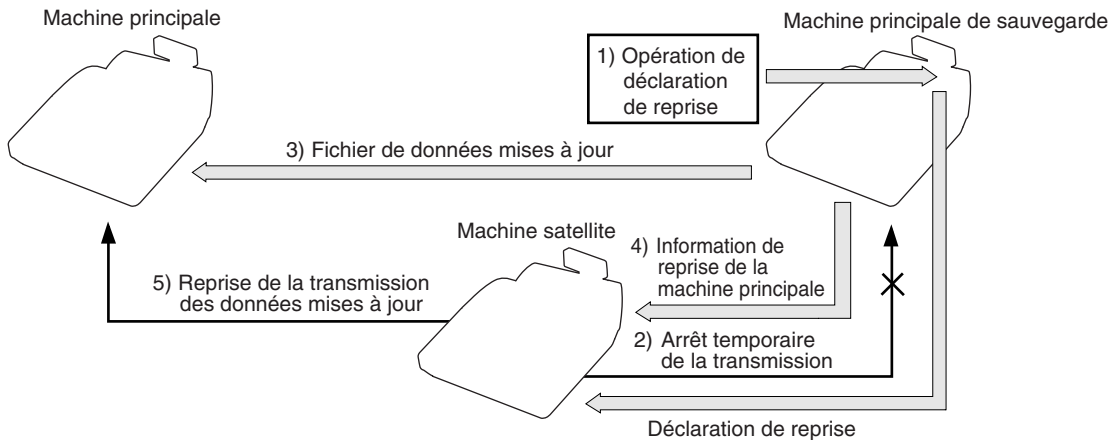 Machine principale
Machine principale de sauvegarde
1) Opération de
déclaration
de reprise
3) Fichier de données mises à jour
Machine satellite
4) Information de
reprise de la
machine principale
5) Reprise de la transmission
des données mises à jour
2) Arrêt temporaire
de la transmission
Déclaration de reprise